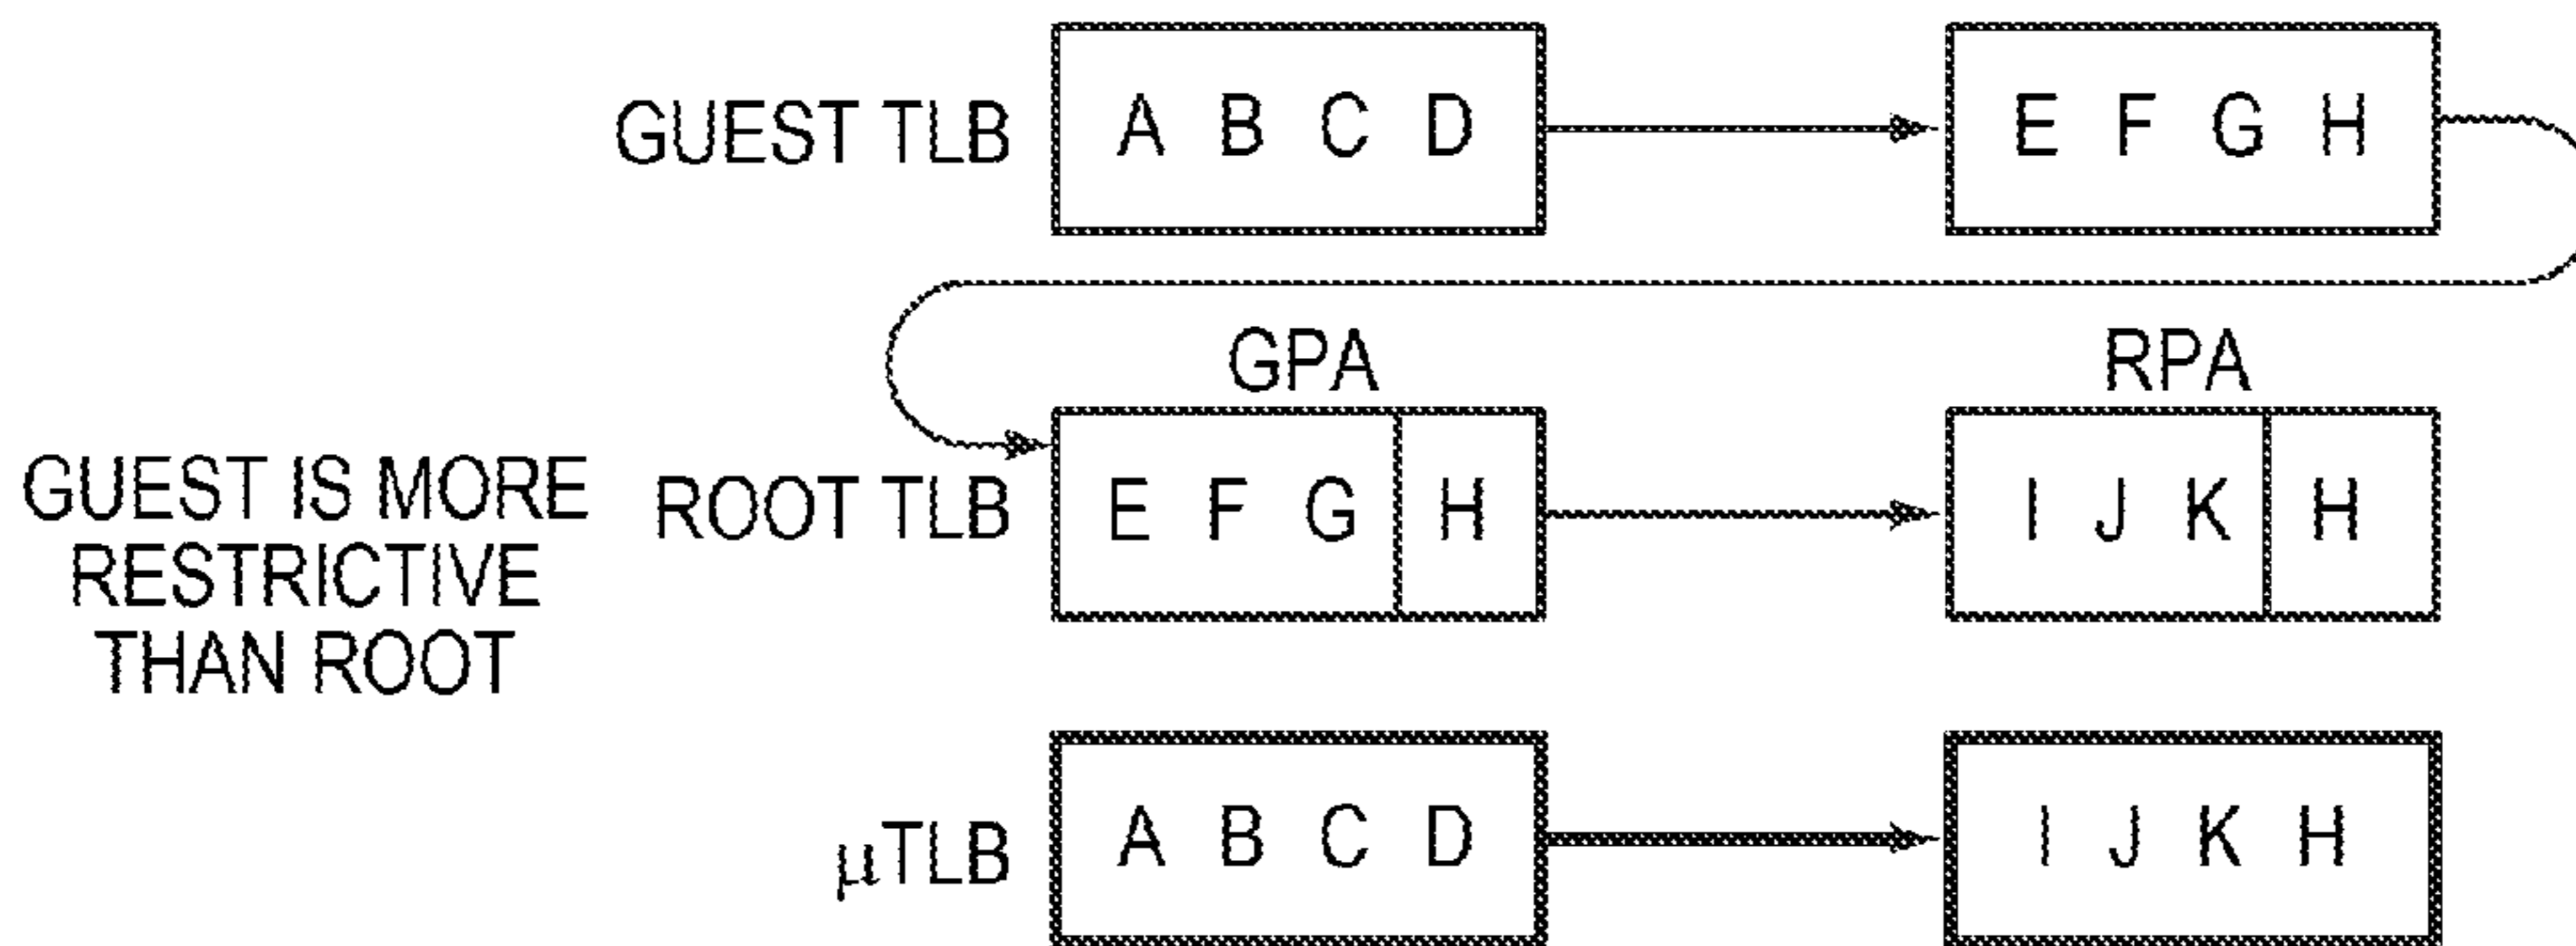 GUEST TLB A B C D E F G H
GPA RPA
GUEST IS MORE
RESTRICTIVE
THAN ROOT
ROOT TLB E F G H I J K H
μTLB A B C D I J K H